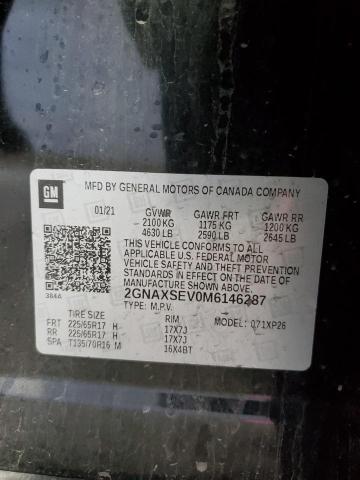 GM
MFD BY GENERAL MOTORS OF CANADA COMPANY
01/21 GVWR GAWR FRT GAWR RR
2100 KG 1175 KG 1200 KG
4630 LB 2590 LB 2645 LB
THIS VEHICLE CONFORMS TO ALL
APPLICABLE U.S. FEDERAL MOTOR
VEHICLE SAFETY, BUMPER, AND THEFT
PREVENTION STANDARDS IN EFFECT ON
THE DATE OF MANUFACTURE SHOWN ABOVE.
384A
2GNAXSEV0M6146287
TYPE: M.P.V. MODEL: 071XP26
TIRE SIZE RIM
FRT 225/65R17 H 17X7J
RR 225/65R17 H 17X7J
SPA T135/70R16 M 16X4BT